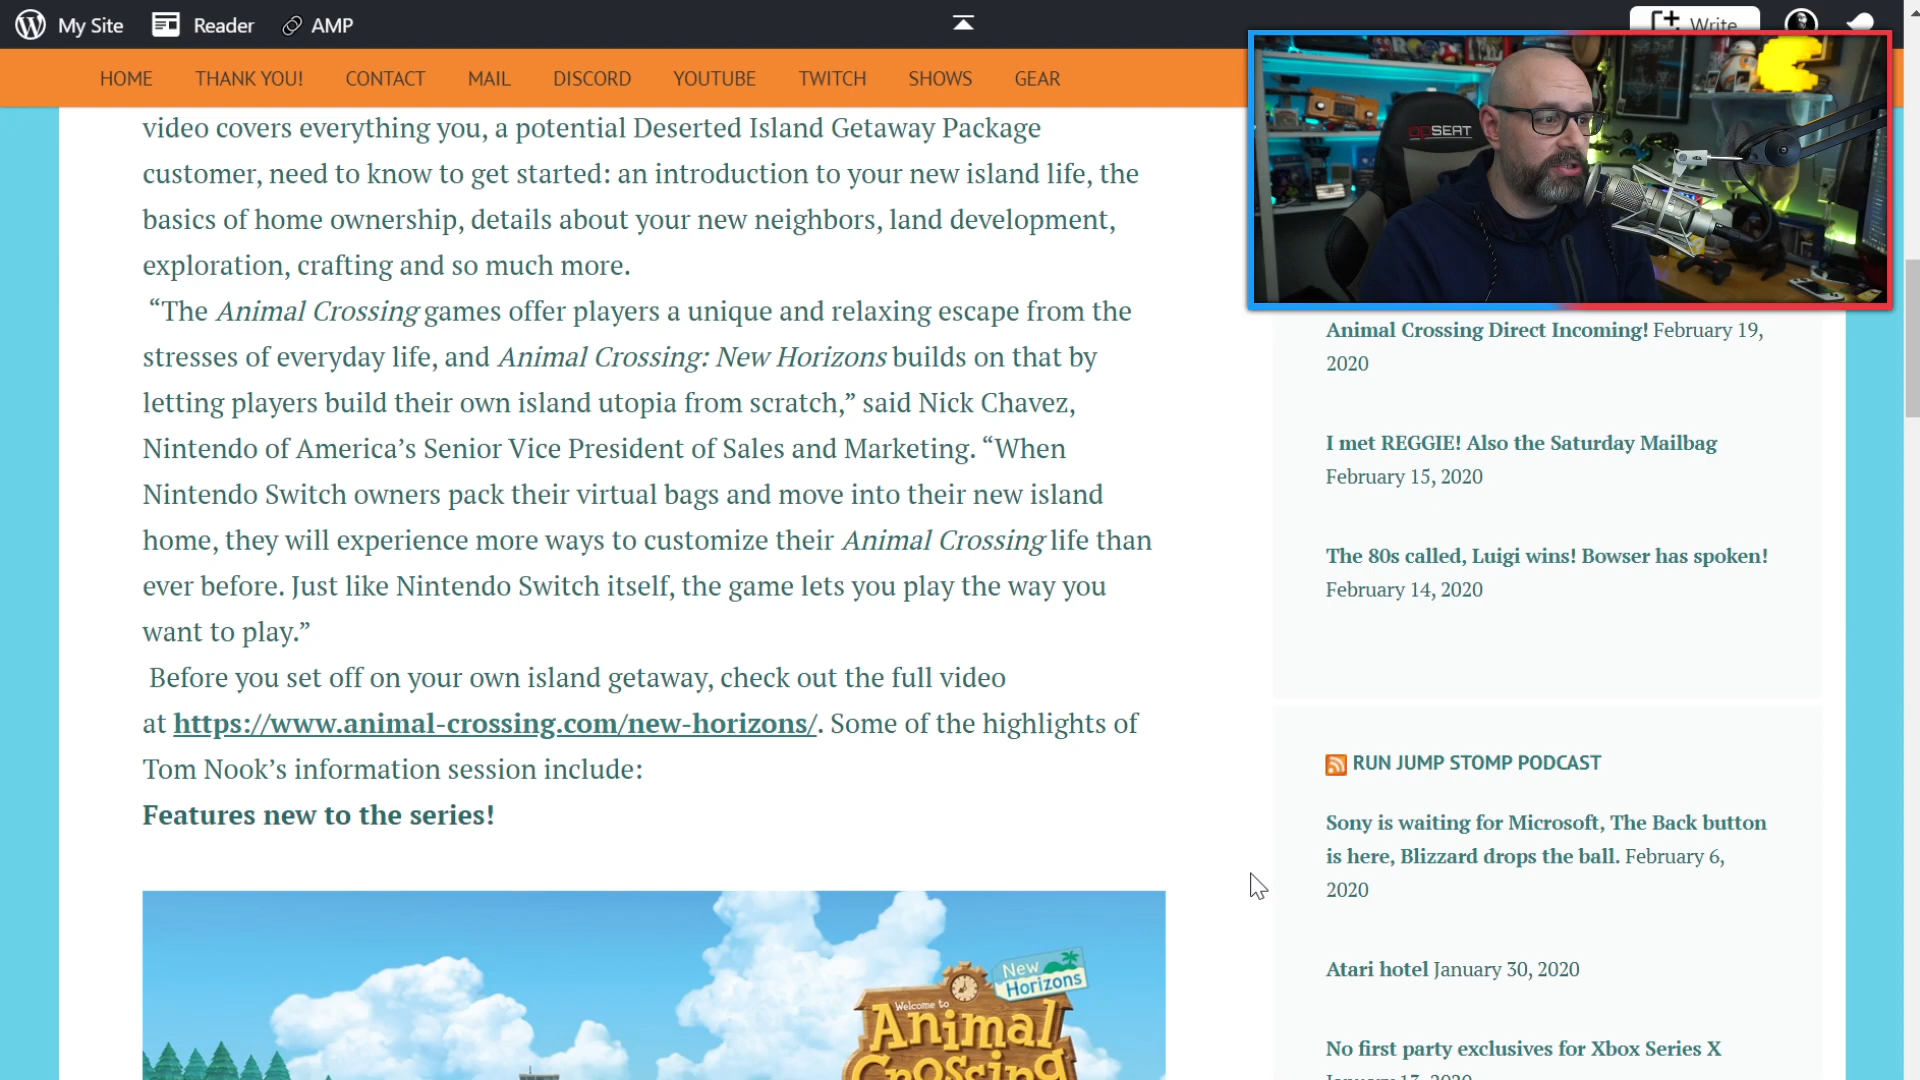 My Site Reader AMP Write
HOME THANK YOU! CONTACT MAIL DISCORD YOUTUBE TWITCH SHOWS GEAR
video covers everything you, a potential Deserted Island Getaway Package
customer, need to know to get started: an introduction to your new island life, the
basics of home ownership, details about your new neighbors, land development,
exploration, crafting and so much more.
“The Animal Crossing games offer players a unique and relaxing escape from the
stresses of everyday life, and Animal Crossing: New Horizons builds on that by
letting players build their own island utopia from scratch,” said Nick Chavez,
Nintendo of America’s Senior Vice President of Sales and Marketing. “When
Nintendo Switch owners pack their virtual bags and move into their new island
home, they will experience more ways to customize their Animal Crossing life than
ever before. Just like Nintendo Switch itself, the game lets you play the way you
want to play.”
Before you set off on your own island getaway, check out the full video
at https://www.animal-crossing.com/new-horizons/. Some of the highlights of
Tom Nook’s information session include:
Features new to the series!
New
Horizons
Welcome to
Animal
Crossing
OPSEAT
Animal Crossing Direct Incoming! February 19,
2020
I met REGGIE! Also the Saturday Mailbag
February 15, 2020
The 80s called, Luigi wins! Bowser has spoken!
February 14, 2020
RUN JUMP STOMP PODCAST
Sony is waiting for Microsoft, The Back button
is here, Blizzard drops the ball. February 6,
2020
Atari hotel January 30, 2020
No first party exclusives for Xbox Series X
January 13, 2020